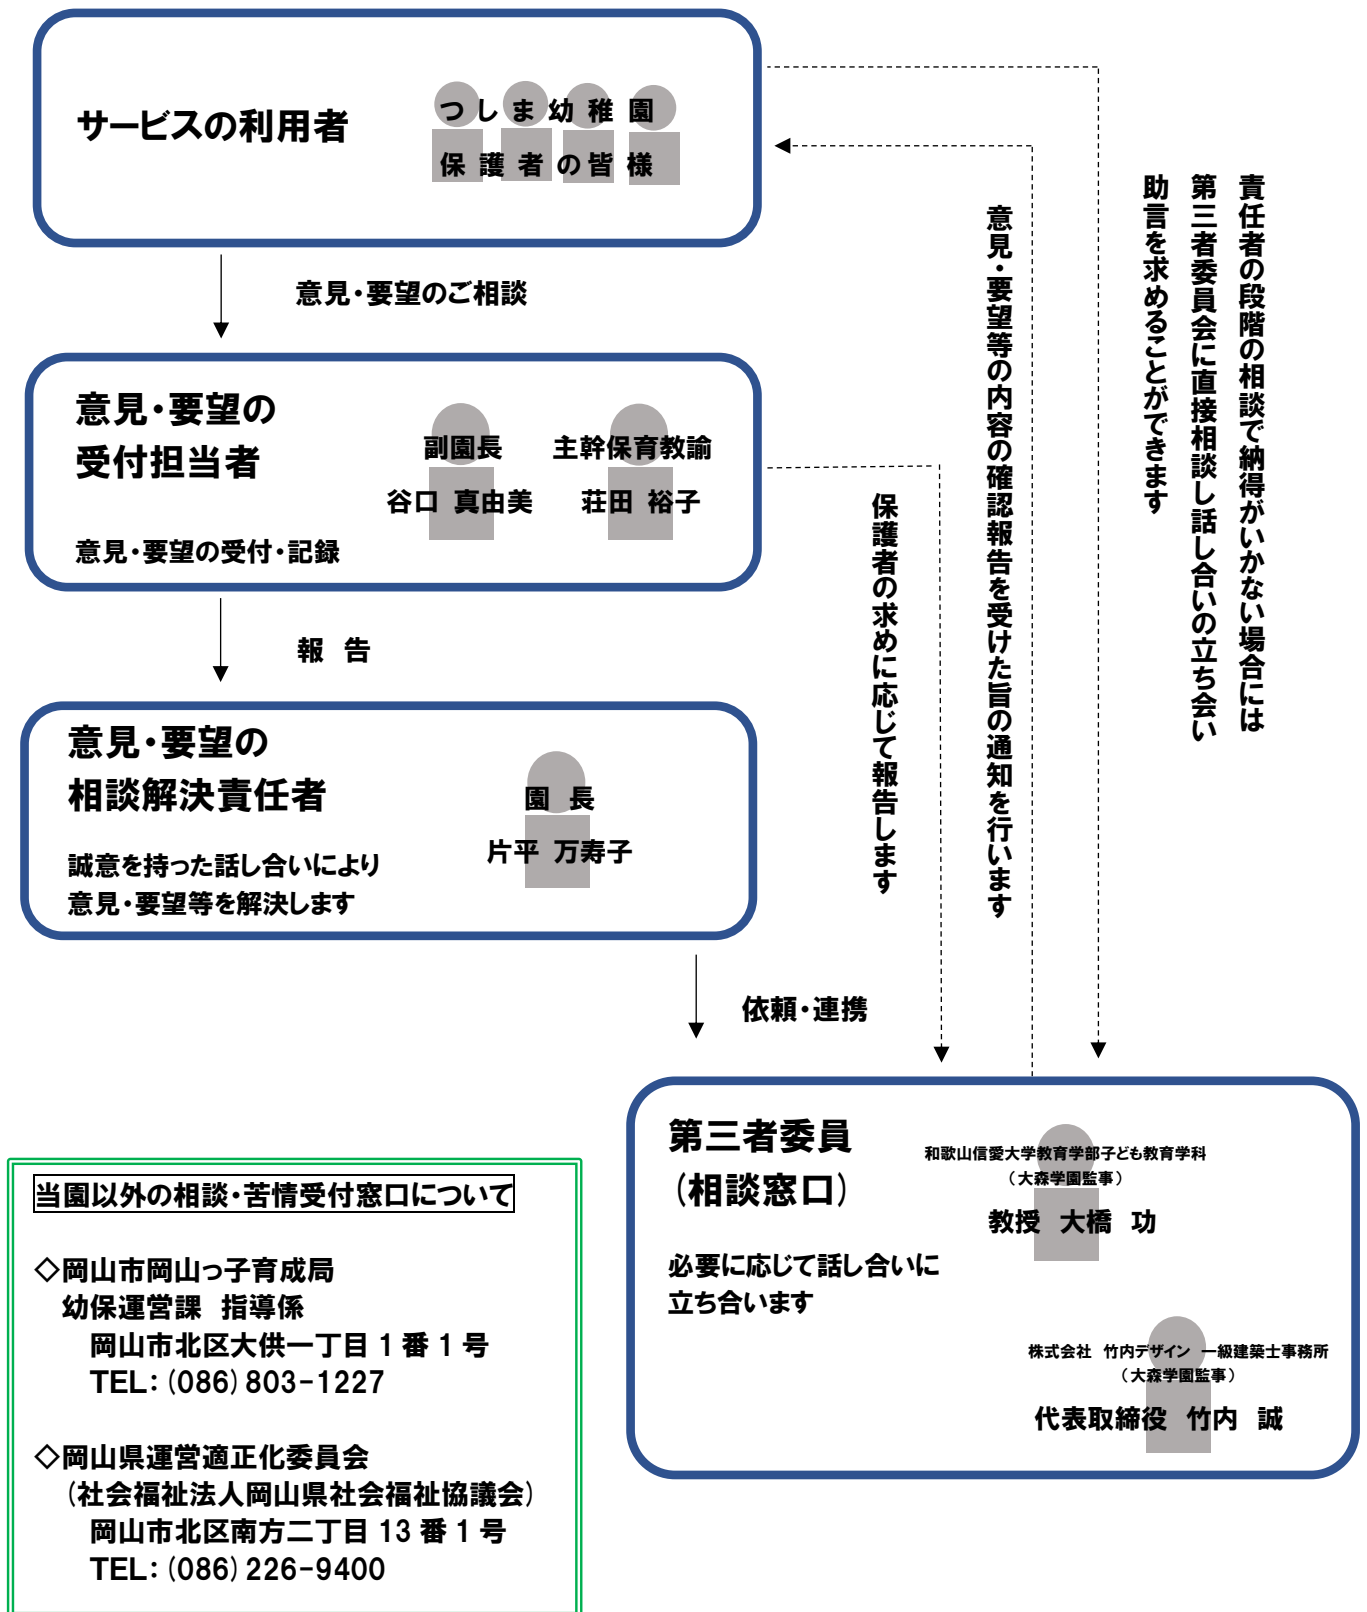 サービスの利用者
つしま幼稚園
保護者の皆様
意見・要望のご相談
意見・要望の
受付担当者
副園長
谷口 真由美
主幹保育教諭
荘田 裕子
意見・要望の受付・記録
報 告
意見・要望の
相談解決責任者
園 長
片平 万寿子
誠意を持った話し合いにより
意見・要望等を解決します
依頼・連携
責任者の段階の相談で納得がいかない場合には
第三者委員会に直接相談し話し合いの立ち会い
助言を求めることができます
意見・要望等の内容の確認報告を受けた旨の通知を行います
保護者の求めに応じて報告します
第三者委員
(相談窓口)
必要に応じて話し合いに
立ち合います
和歌山信愛大学教育学部子ども教育学科
(大森学園監事)
教授 大橋 功
株式会社 竹内デザイン 一級建築士事務所
(大森学園監事)
代表取締役 竹内 誠
当園以外の相談・苦情受付窓口について
◇岡山市岡山っ子育成局
幼保運営課 指導係
岡山市北区大供一丁目1番1号
TEL:(086)803-1227
◇岡山県運営適正化委員会
(社会福祉法人岡山県社会福祉協議会)
岡山市北区南方二丁目13番1号
TEL:(086)226-9400